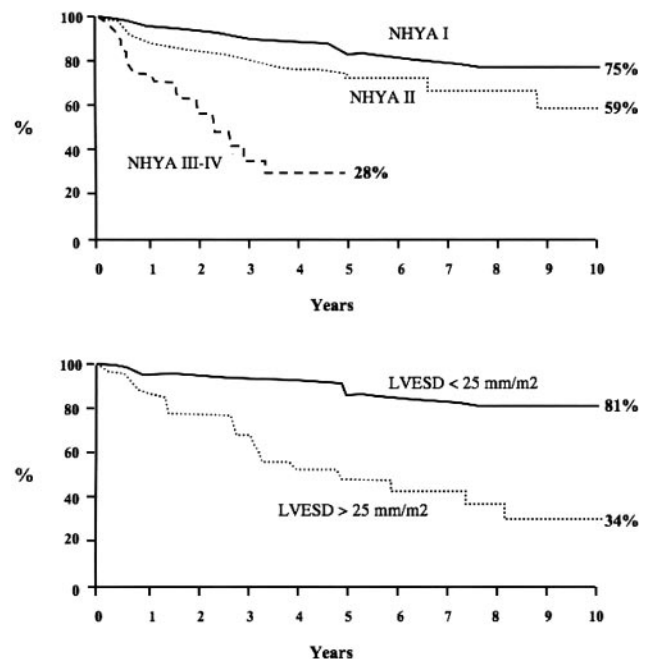 100
NHYA I
80
75%
NHYA II
60
59%
%
40
NHYA III-IV
28%
20
0
0 1 2 3 4 5 6 7 8 9 10
Years
100
LVESD < 25 mm/m2
80
81%
60
%
40
LVESD > 25 mm/m2
34%
20
0
0 1 2 3 4 5 6 7 8 9 10
Years